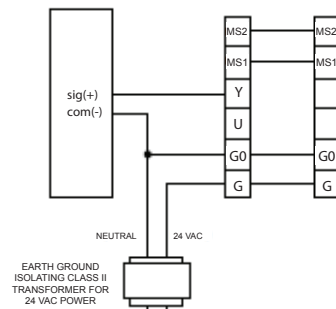 MS2
MS2
MS1
MS1
sig(+)
Y
com(-)
U
G0
G0
G
G
NEUTRAL
24 VAC
EARTH GROUND
ISOLATING CLASS II
TRANSFORMER FOR
24 VAC POWER